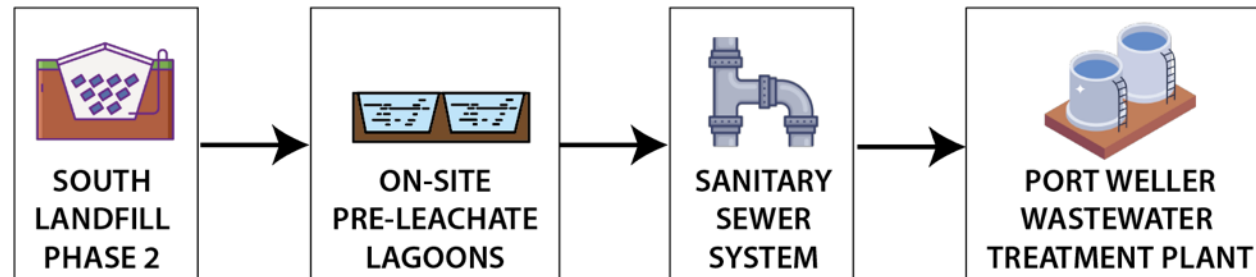 SOUTH
LANDFILL
PHASE 2
ON-SITE
PRE-LEACHATE
LAGOONS
SANITARY
SEWER
SYSTEM
PORT WELLER
WASTEWATER
TREATMENT PLANT